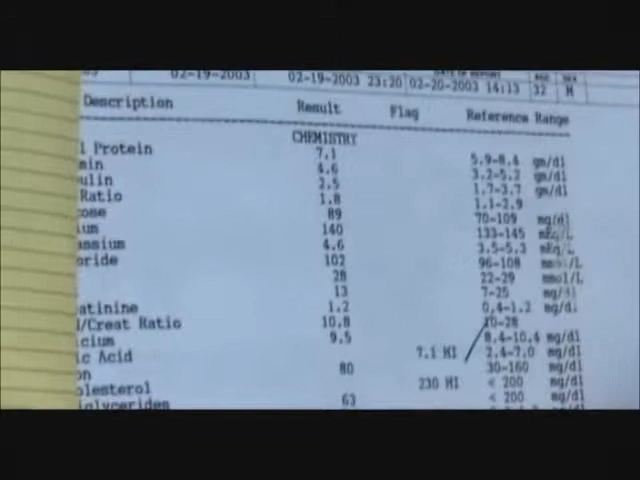 02-19-2003 02-19-2003 23:20 02-20-2003 14:13 32 M
Description Result Flag Reference Range
CHEMISTRY
l Protein 7.1 5.9-8.4 gm/dl
min 4.6 3.2-5.2 gm/dl
ulin 2.5 1.7-3.7 gm/dl
Ratio 1.8 1.1-2.9
ose 89 70-109 mg/dl
ium 140 133-145 mEq/L
assium 4.6 3.5-5.3 mEq/L
oride 102 96-108 mmol/L
28 22-29 mmol/L
13 7-25 mg/dl
atinine 1.2 0.4-1.2 mg/dl
/Creat Ratio 10.8 10-28
cium 9.5 8.4-10.4 mg/dl
ic Acid 7.1 HI 2.4-7.0 mg/dl
on 80 30-160 mg/dl
olesterol 230 HI < 200 mg/dl
iglycerides 63 < 200 mg/dl